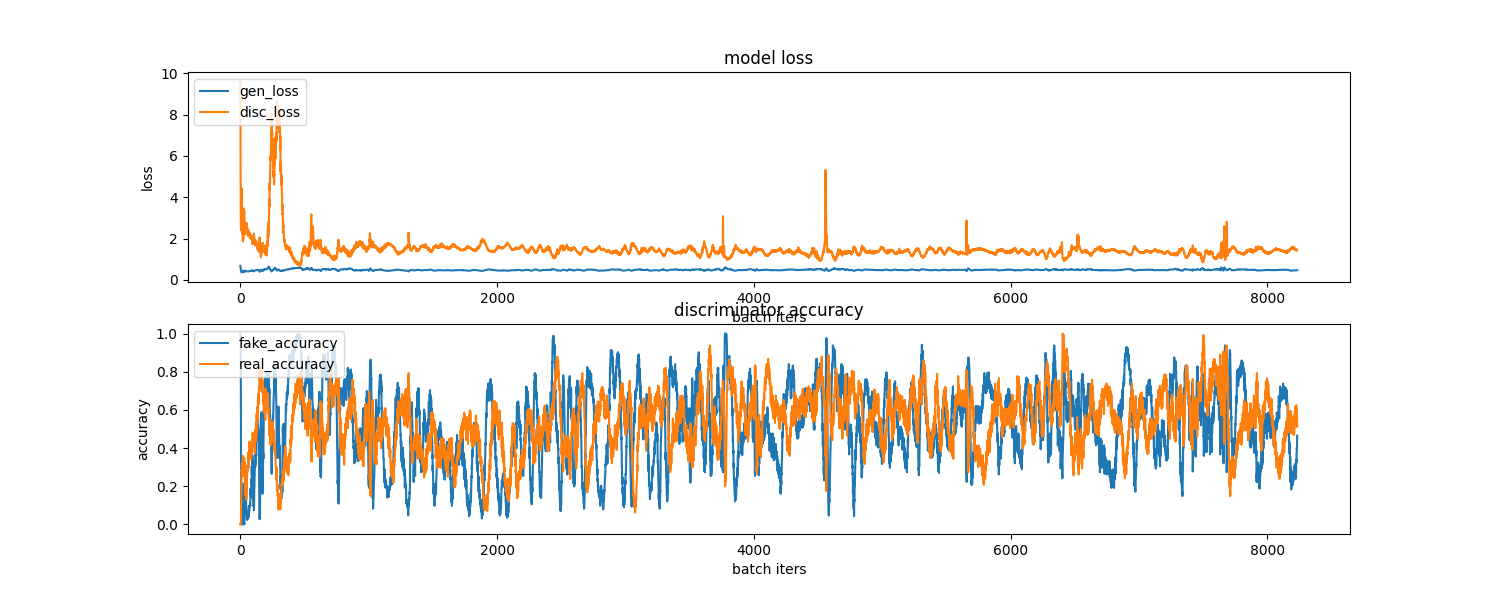 model loss
10
8
6
4
2
0
loss
gen_loss
disc_loss
0
2000
4000
6000
8000
batch iters
discriminator accuracy
1.0
0.8
0.6
0.4
0.2
0.0
accuracy
fake_accuracy
real_accuracy
0
2000
4000
6000
8000
batch iters